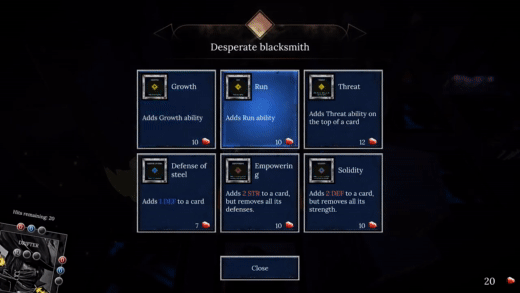 Desperate blacksmith
Growth
Adds Growth ability
10
Run
Adds Run ability
10
Threat
Adds Threat ability on
the top of a card
12
Defense of
steel
Adds 1 DEF to a card
7
Empowerin
g
Adds 2 STR to a card,
but removes all its
defenses.
10
Solidity
Adds 2 DEF to a card,
but removes all its
strength.
10
Hits remaining: 20
DRIFTER
Close
20